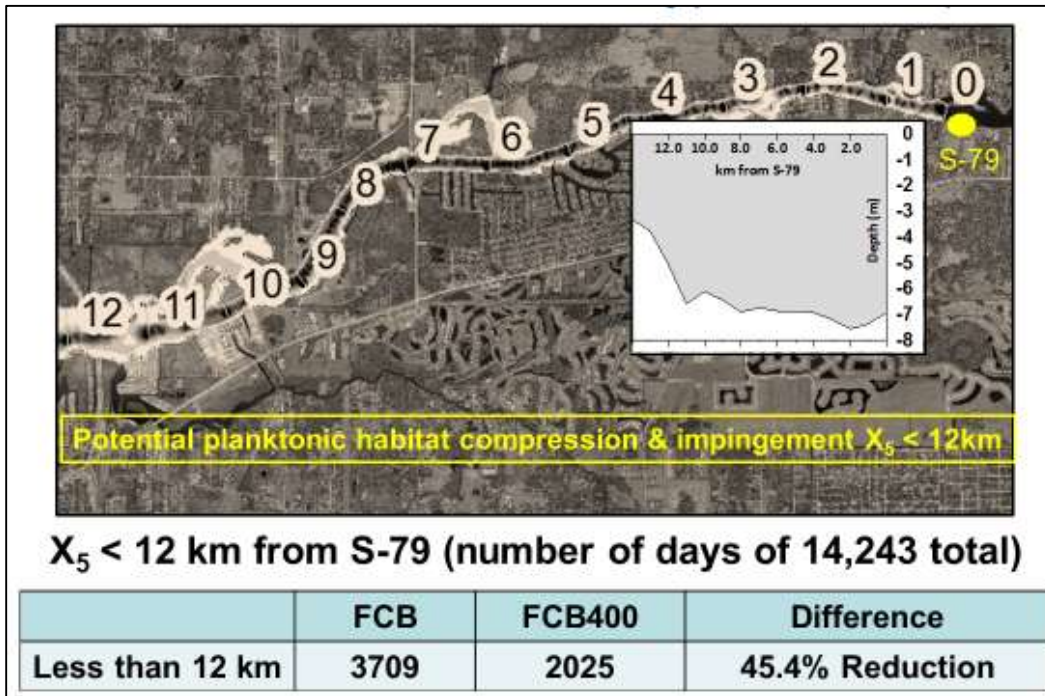 0
1
2
3
4
5
6
7
8
9
10
11
12
S-79
12.0 10.0 8.0 6.0 4.0 2.0
km from S-79
Depth (m)
0
-1
-2
-3
-4
-5
-6
-7
-8
Potential planktonic habitat compression & impingement X₅ < 12km
X₅ < 12 km from S-79 (number of days of 14,243 total)
FCB FCB400 Difference
Less than 12 km 3709 2025 45.4% Reduction